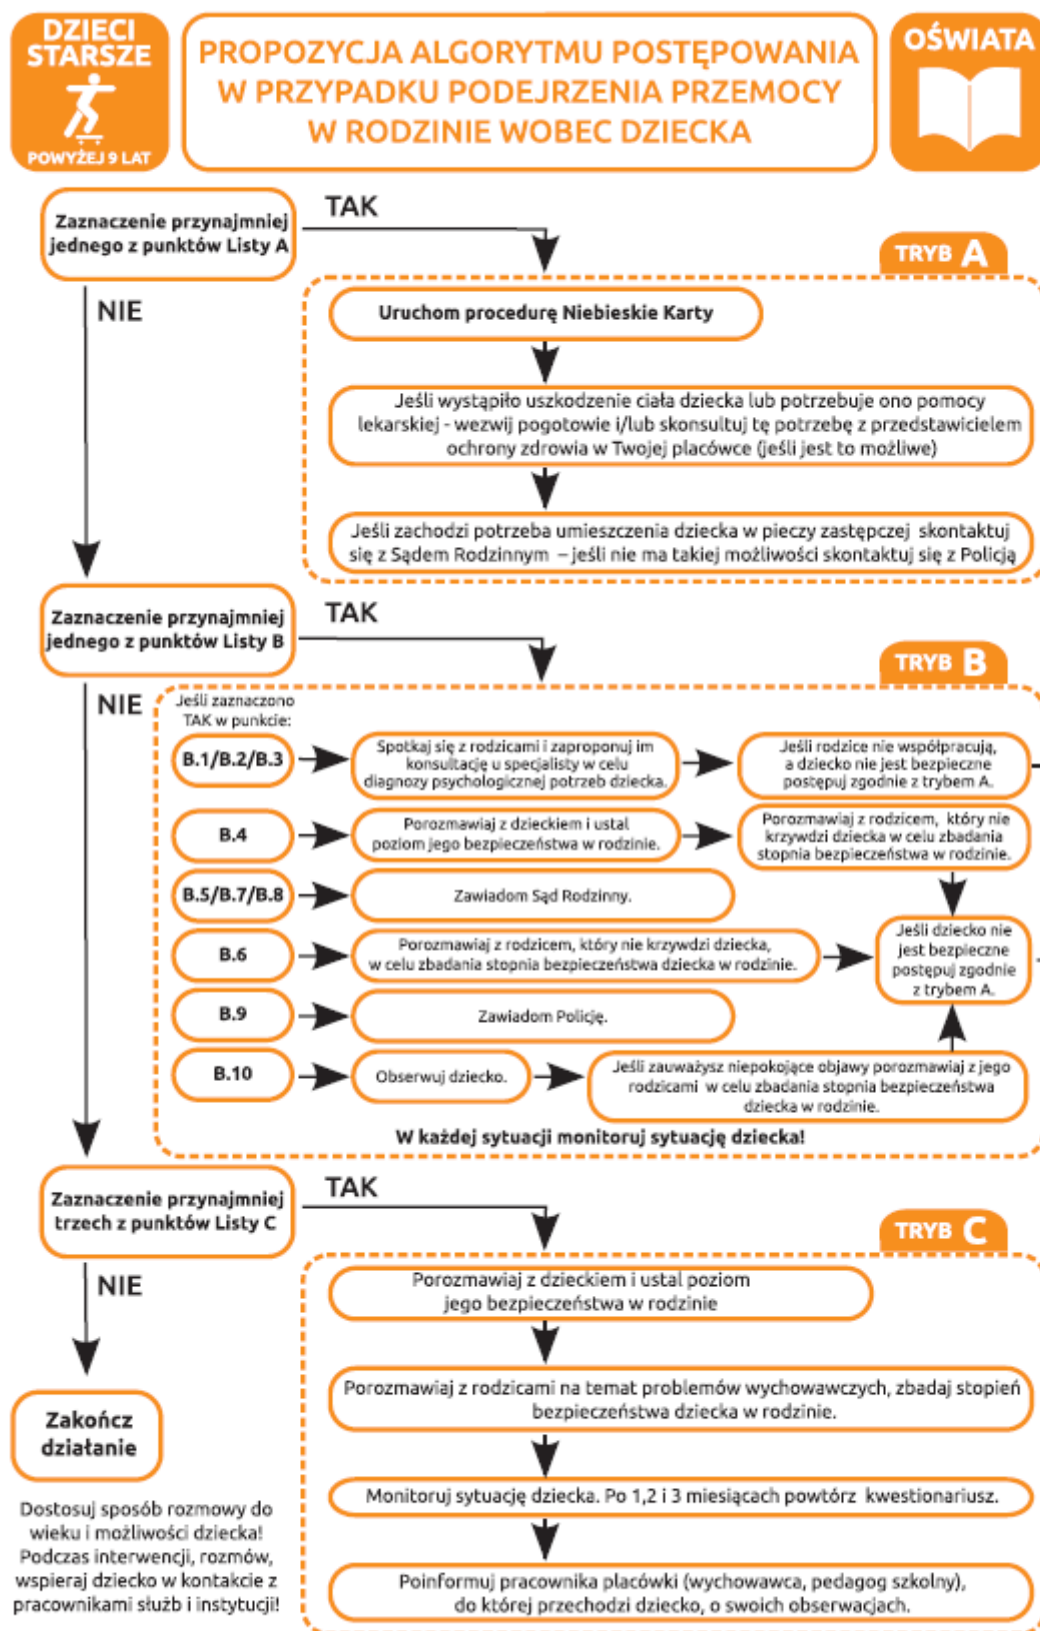 DZIECI
STARSZE
POWYŻEJ 9 LAT
PROPOZYCJA ALGORYTMU POSTĘPOWANIA
W PRZYPADKU PODEJRZENIA PRZEMOCY
W RODZINIE WOBEC DZIECKA
OŚWIATA
Zaznaczenie przynajmniej
jednego z punktów Listy A
TAK
NIE
TRYB A
Uruchom procedurę Niebieskie Karty
Jeśli wystąpiło uszkodzenie ciała dziecka lub potrzebuje ono pomocy
lekarskiej - wezwij pogotowie i/lub skonsultuj tę potrzebę z przedstawicielem
ochrony zdrowia w Twojej placówce (jeśli jest to możliwe)
Jeśli zachodzi potrzeba umieszczenia dziecka w pieczy zastępczej skontaktuj
się z Sądem Rodzinnym – jeśli nie ma takiej możliwości skontaktuj się z Policją
Zaznaczenie przynajmniej
jednego z punktów Listy B
TAK
NIE
TRYB B
Jeśli zaznaczono
TAK w punkcie:
B.1/B.2/B.3
Spotkaj się z rodzicami i zaproponuj im
konsultację u specjalisty w celu
diagnozy psychologicznej potrzeb dziecka.
Jeśli rodzice nie współpracują,
a dziecko nie jest bezpieczne
postępuj zgodnie z trybem A.
B.4
Porozmawiaj z dzieckiem i ustal
poziom jego bezpieczeństwa w rodzinie.
Porozmawiaj z rodzicem, który nie
krzywdzi dziecka w celu zbadania
stopnia bezpieczeństwa w rodzinie.
B.5/B.7/B.8
Zawiadom Sąd Rodzinny.
B.6
Porozmawiaj z rodzicem, który nie krzywdzi dziecka,
w celu zbadania stopnia bezpieczeństwa dziecka w rodzinie.
Jeśli dziecko nie
jest bezpieczne
postępuj zgodnie
z trybem A.
B.9
Zawiadom Policję.
B.10
Obserwuj dziecko.
Jeśli zauważysz niepokojące objawy porozmawiaj z jego
rodzicami w celu zbadania stopnia bezpieczeństwa
dziecka w rodzinie.
W każdej sytuacji monitoruj sytuację dziecka!
Zaznaczenie przynajmniej
trzech z punktów Listy C
TAK
NIE
TRYB C
Porozmawiaj z dzieckiem i ustal poziom
jego bezpieczeństwa w rodzinie
Porozmawiaj z rodzicami na temat problemów wychowawczych, zbadaj stopień
bezpieczeństwa dziecka w rodzinie.
Monitoruj sytuację dziecka. Po 1,2 i 3 miesiącach powtórz kwestionariusz.
Poinformuj pracownika placówki (wychowawca, pedagog szkolny),
do której przechodzi dziecko, o swoich obserwacjach.
Zakończ
działanie
Dostosuj sposób rozmowy do
wieku i możliwości dziecka!
Podczas interwencji, rozmów,
wspieraj dziecko w kontakcie z
pracownikami służb i instytucji!